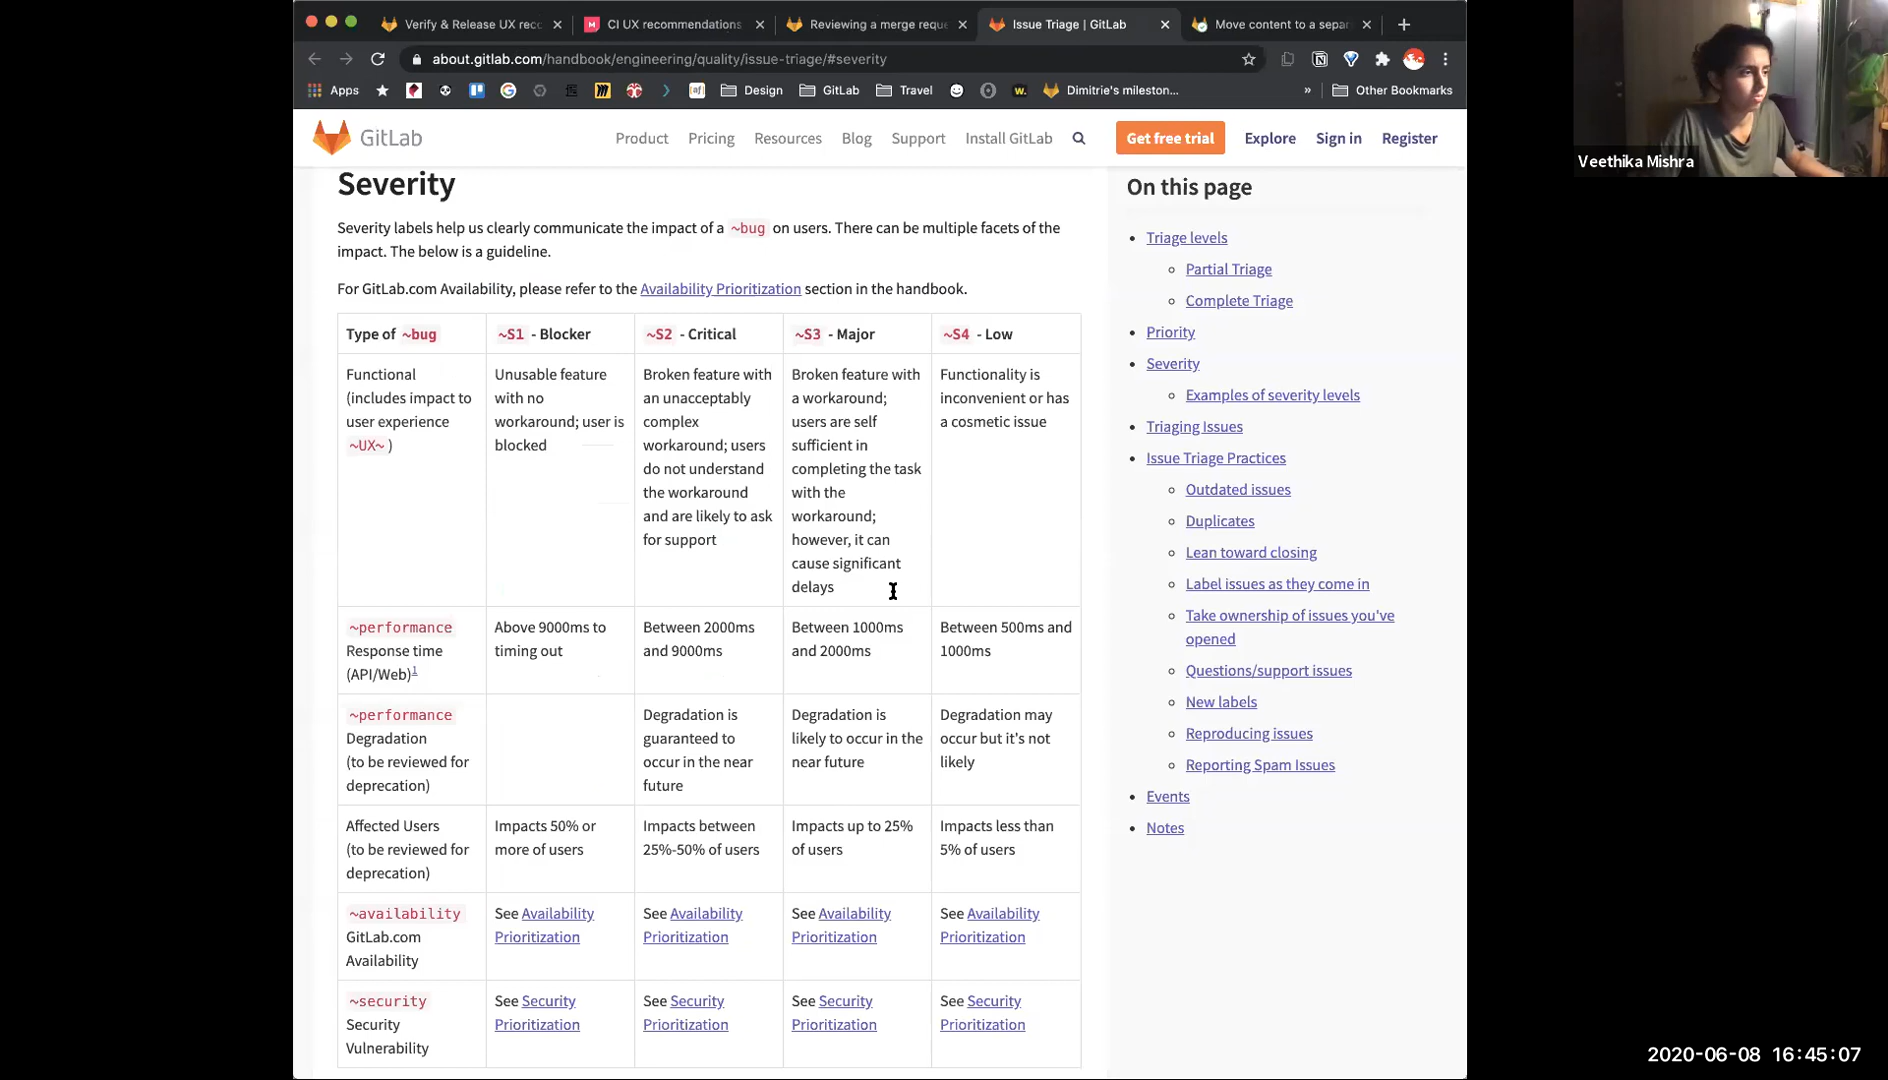 Verify & Release UX rec
CI UX recommendations
Reviewing a merge reque
Issue Triage | GitLab
Move content to a separ
about.gitlab.com/handbook/engineering/quality/issue-triage/#severity
Apps
Design
GitLab
Travel
Dimitrie's mileston...
»
Other Bookmarks
GitLab
Product
Pricing
Resources
Blog
Support
Install GitLab
Get free trial
Explore
Sign in
Register
Severity
Severity labels help us clearly communicate the impact of a ~bug on users. There can be multiple facets of the
impact. The below is a guideline.
For GitLab.com Availability, please refer to the Availability Prioritization section in the handbook.
Type of ~bug
~S1 - Blocker
~S2 - Critical
~S3 - Major
~S4 - Low
Functional
(includes impact to
user experience
~UX~ )
Unusable feature
with no
workaround; user is
blocked
Broken feature with
an unacceptably
complex
workaround; users
do not understand
the workaround
and are likely to ask
for support
Broken feature with
a workaround;
users are self
sufficient in
completing the task
with the
workaround;
however, it can
cause significant
delays
Functionality is
inconvenient or has
a cosmetic issue
~performance
Response time
(API/Web)1
Above 9000ms to
timing out
Between 2000ms
and 9000ms
Between 1000ms
and 2000ms
Between 500ms and
1000ms
~performance
Degradation
(to be reviewed for
deprecation)
Degradation is
guaranteed to
occur in the near
future
Degradation is
likely to occur in the
near future
Degradation may
occur but it's not
likely
Affected Users
(to be reviewed for
deprecation)
Impacts 50% or
more of users
Impacts between
25%-50% of users
Impacts up to 25%
of users
Impacts less than
5% of users
~availability
GitLab.com
Availability
See Availability
Prioritization
See Availability
Prioritization
See Availability
Prioritization
See Availability
Prioritization
~security
Security
Vulnerability
See Security
Prioritization
See Security
Prioritization
See Security
Prioritization
See Security
Prioritization
On this page
Triage levels
Partial Triage
Complete Triage
Priority
Severity
Examples of severity levels
Triaging Issues
Issue Triage Practices
Outdated issues
Duplicates
Lean toward closing
Label issues as they come in
Take ownership of issues you've
opened
Questions/support issues
New labels
Reproducing issues
Reporting Spam Issues
Events
Notes
Veethika Mishra
2020-06-08 16:45:07